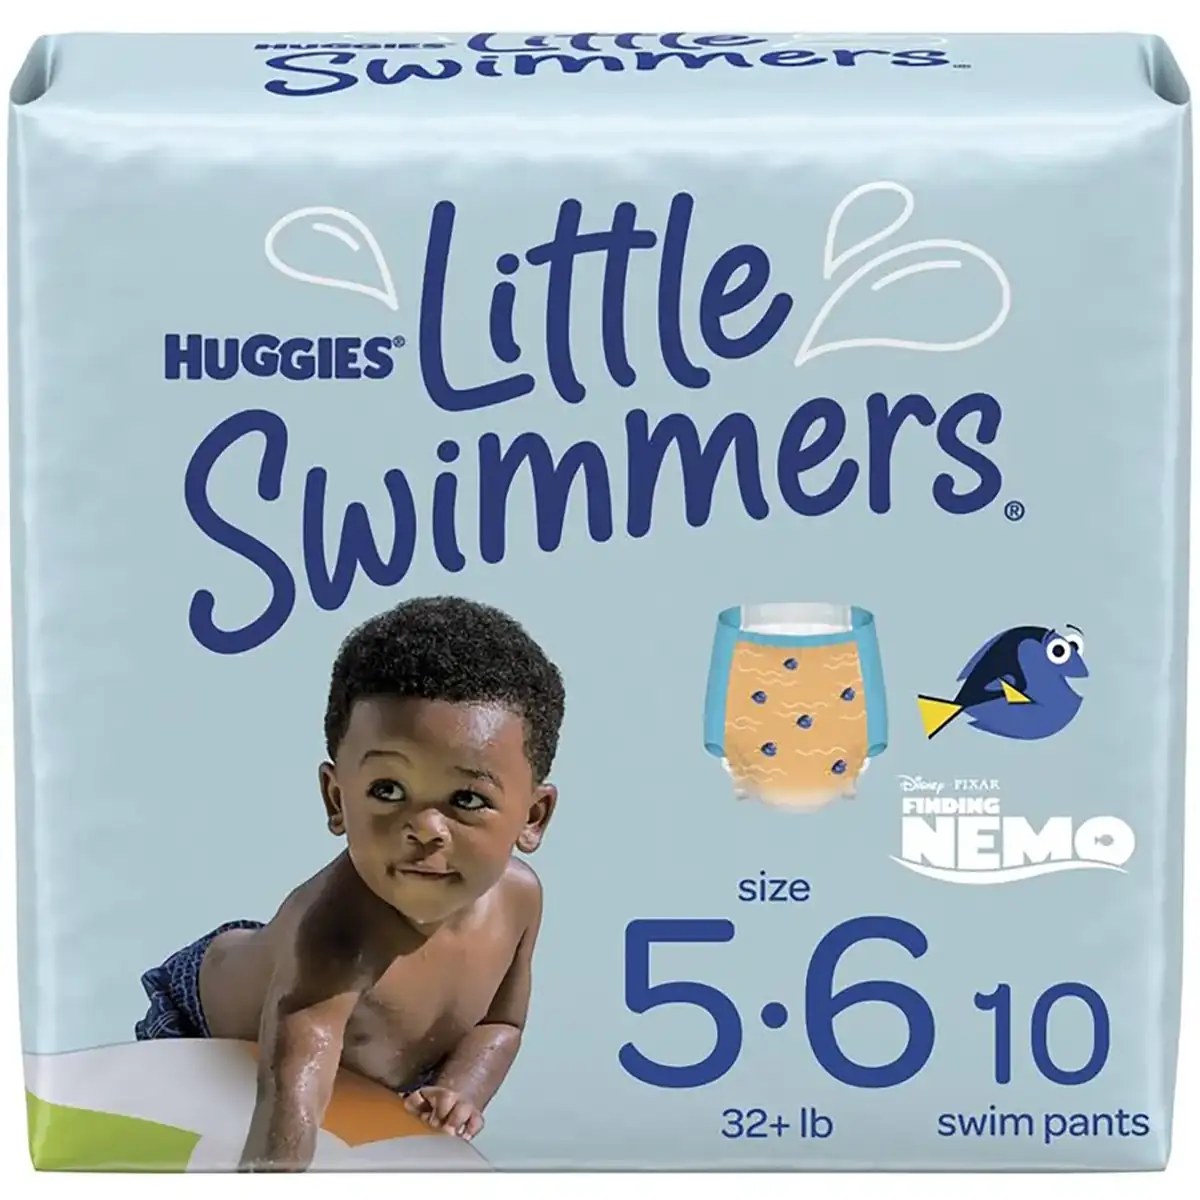 HUGGIES Little
Swimmers
HUGGIES® Little
Swimmers®
Disney · PIXAR
FINDING
NEMO
size
5·6 10
32+ lb swim pants